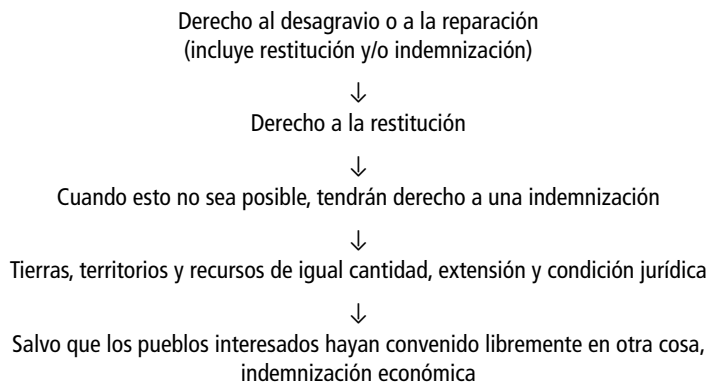 Derecho al desagravio o a la reparación
(incluye restitución y/o indemnización)
↓
Derecho a la restitución
↓
Cuando esto no sea posible, tendrán derecho a una indemnización
↓
Tierras, territorios y recursos de igual cantidad, extensión y condición jurídica
↓
Salvo que los pueblos interesados hayan convenido libremente en otra cosa,
indemnización económica